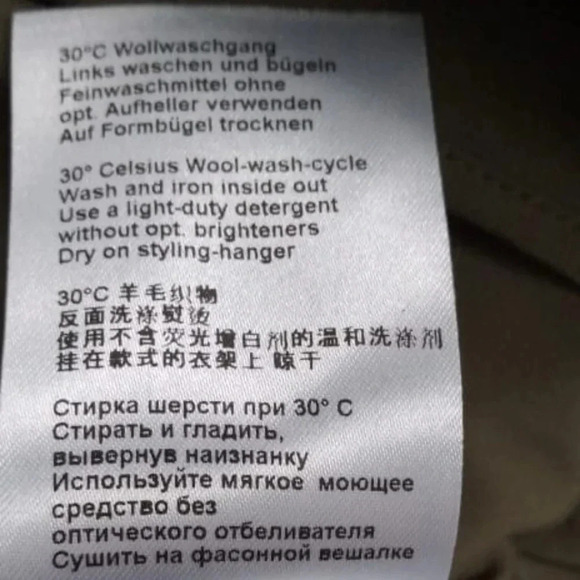 30°C Wollwaschgang
Links waschen und bügeln
Feinwaschmittel ohne
opt. Aufheller verwenden
Auf Formbügel trocknen
30° Celsius Wool-wash-cycle
Wash and iron inside out
Use a light-duty detergent
without opt. brighteners
Dry on styling-hanger
30°C 羊毛织物
反面洗涤熨烫
使用不含荧光增白剂的温和洗涤剂
挂在款式的衣架上 晾干
Стирка шерсти при 30° С
Стирать и гладить,
вывернув наизнанку
Используйте мягкое моющее
средство без
оптического отбеливателя
Сушить на фасонной вешалке